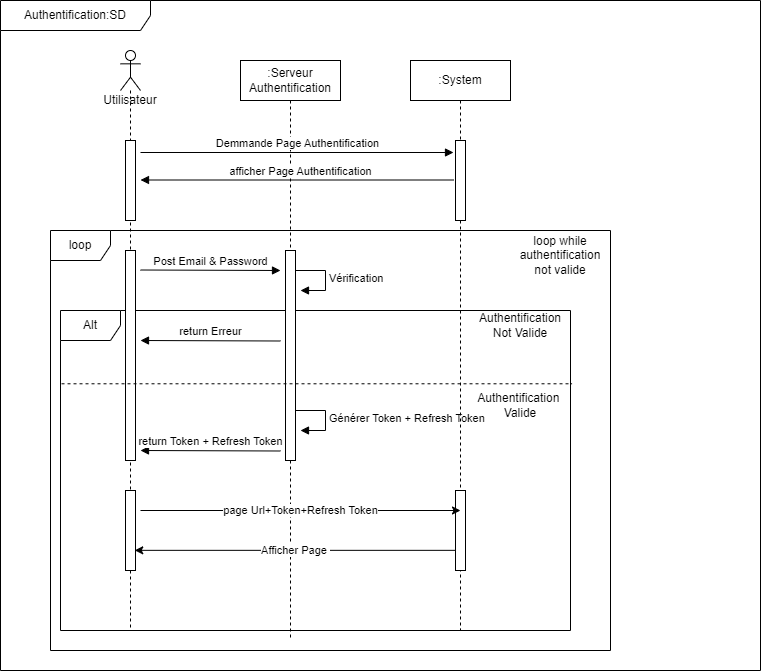 Authentification:SD
Utilisateur
:Serveur
Authentification
:System
Demmande Page Authentification
afficher Page Authentification
loop
loop while
authentification
not valide
Post Email & Password
Vérification
Alt
Authentification
Not Valide
return Erreur
Authentification
Valide
Générer Token + Refresh Token
return Token + Refresh Token
page Url+Token+Refresh Token
Afficher Page